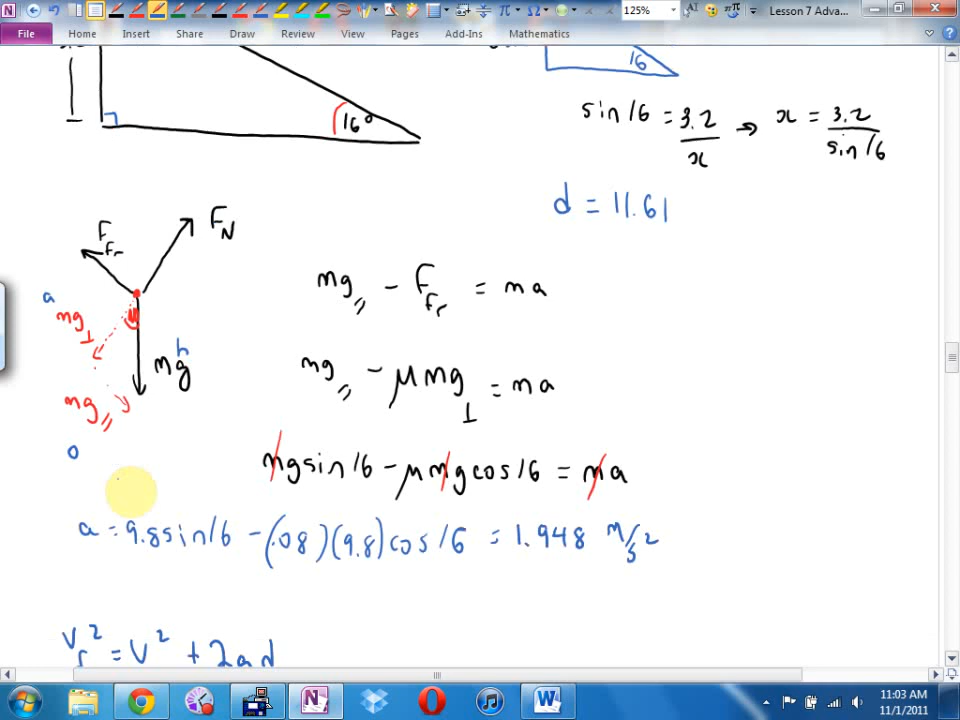 125%
Lesson 7 Adva...
File Home Insert Share Draw Review View Pages Add-Ins Mathematics
16
16°
sin 16 = 3.2/x → x = 3.2/sin 16
d = 11.61
F_fr F_N
mg_∥ - F_fr = ma
a
mg_⊥
h
mg
mg_∥ - μmg_⊥ = ma
mg_∥
o
mgsin16 - μmgcos16 = ma
a = 9.8sin16 - (.08)(9.8)cos16 = 1.948 m/s²
V_f² = V² + 2ad
11:03 AM
11/1/2011